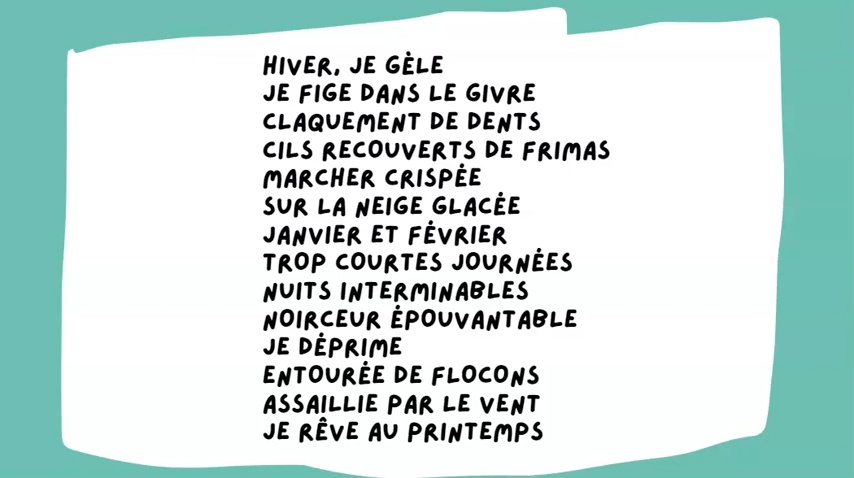 HIVER, JE GÈLE
JE FIGE DANS LE GIVRE
CLAQUEMENT DE DENTS
CILS RECOUVERTS DE FRIMAS
MARCHER CRISPÉE
SUR LA NEIGE GLACÉE
JANVIER ET FÉVRIER
TROP COURTES JOURNÉES
NUITS INTERMINABLES
NOIRCEUR ÉPOUVANTABLE
JE DÉPRIME
ENTOURÉE DE FLOCONS
ASSAILLIE PAR LE VENT
JE RÊVE AU PRINTEMPS